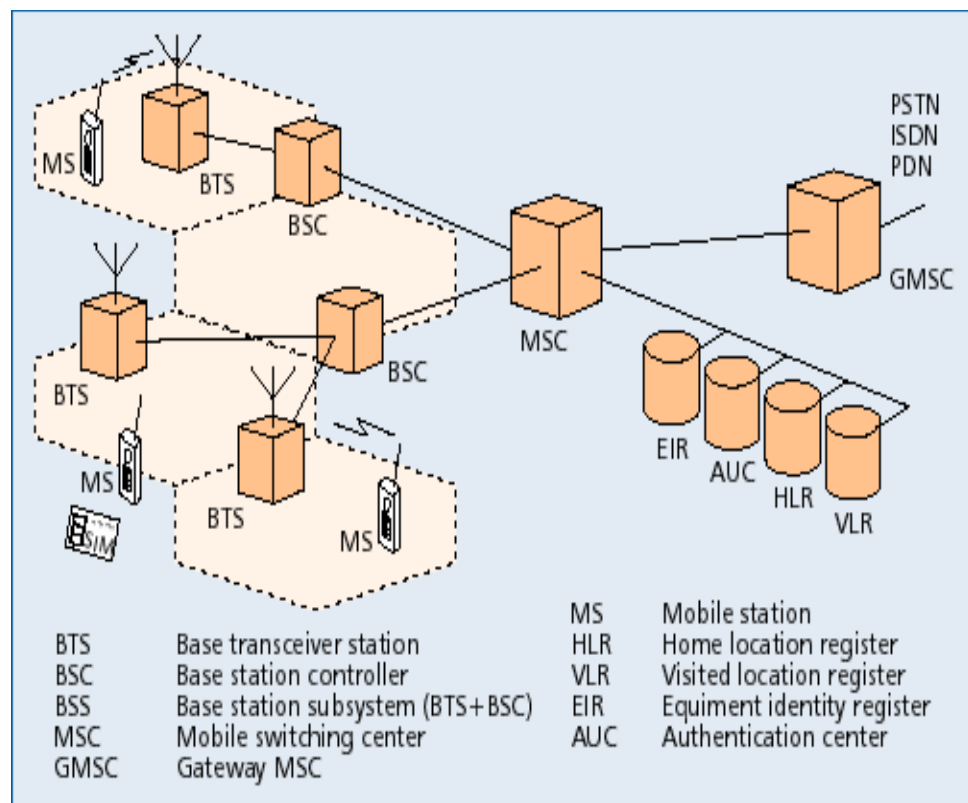 PSTN
ISDN
PDN
MS
BTS
BSC
GMSC
MSC
BTS
BSC
EIR
AUC
HLR
VLR
MS
SIM
BTS
MS
MS Mobile station
BTS Base transceiver station HLR Home location register
BSC Base station controller VLR Visited location register
BSS Base station subsystem (BTS+BSC) EIR Equiment identity register
MSC Mobile switching center AUC Authentication center
GMSC Gateway MSC